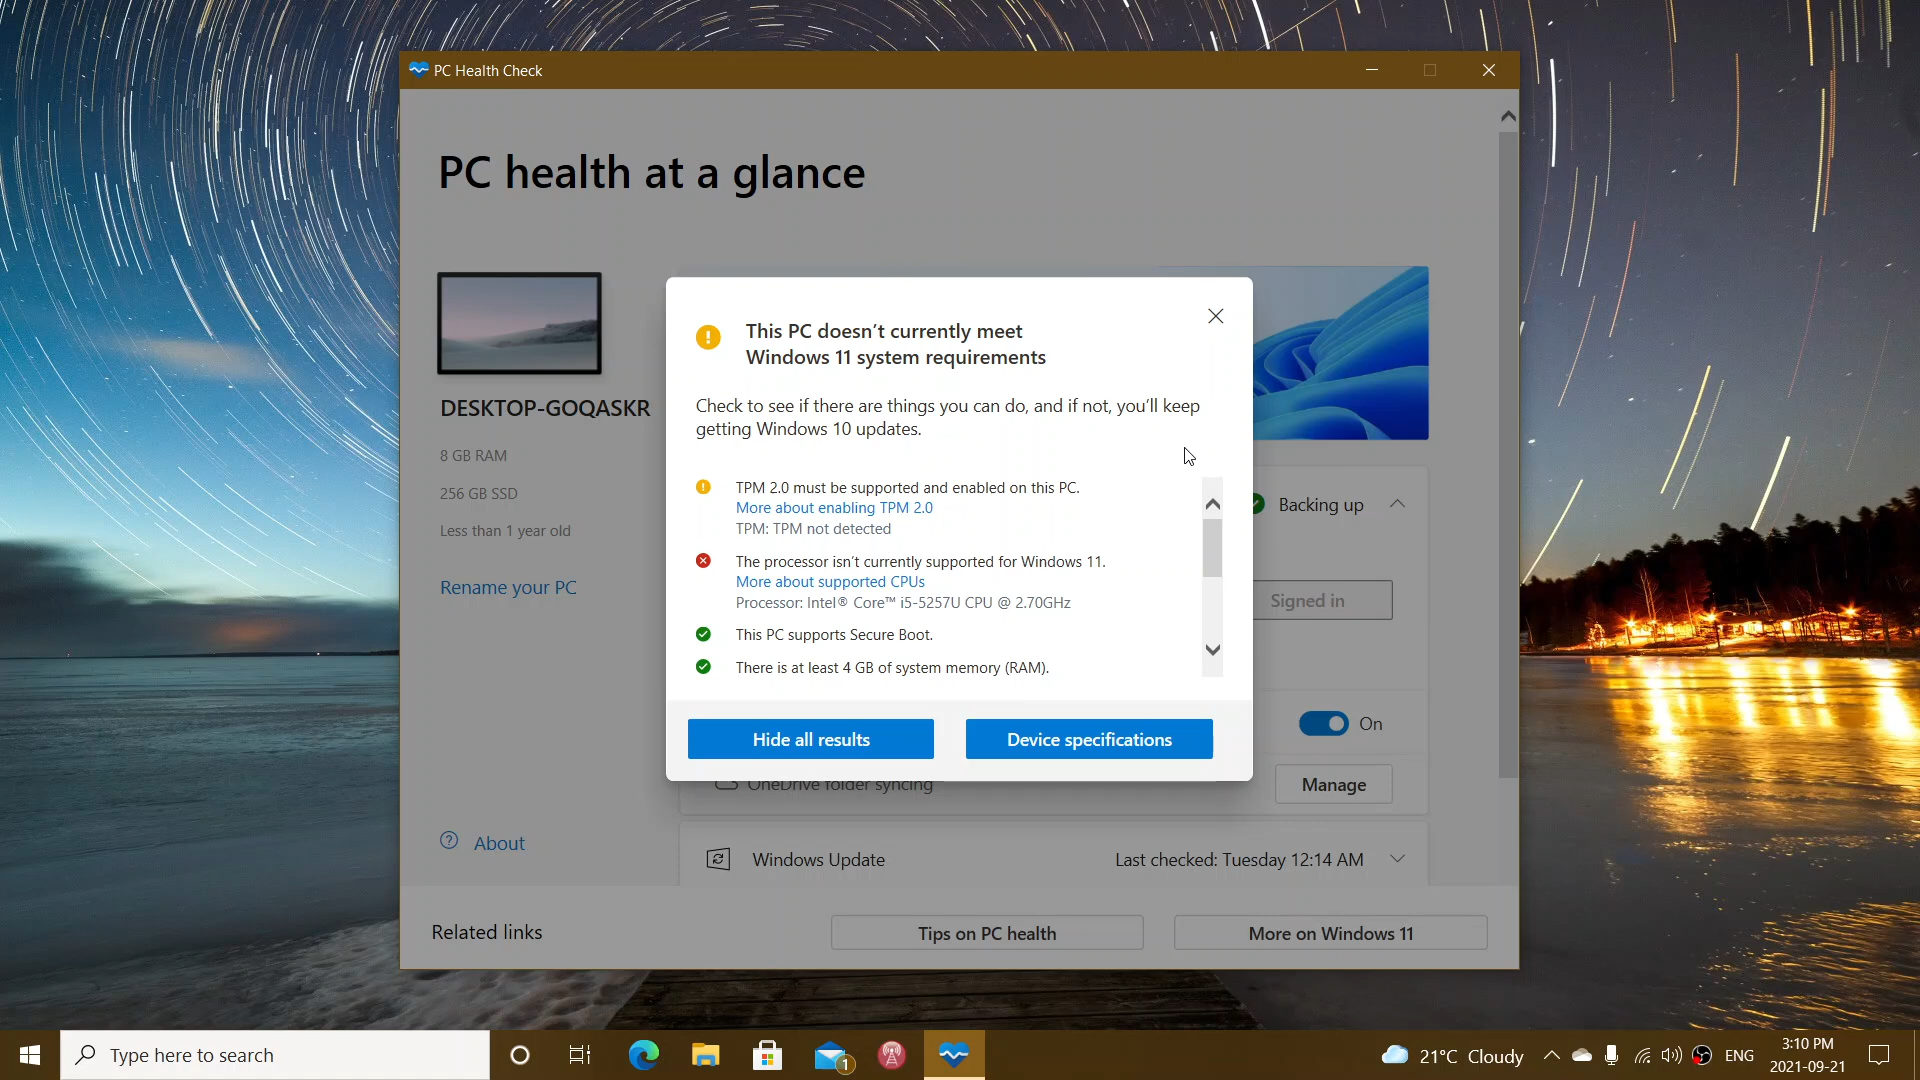 PC Health Check
PC health at a glance
DESKTOP-GOQASKR
8 GB RAM
256 GB SSD
Less than 1 year old
Rename your PC
About
This PC doesn't currently meet
Windows 11 system requirements
Check to see if there are things you can do, and if not, you'll keep
getting Windows 10 updates.
TPM 2.0 must be supported and enabled on this PC.
More about enabling TPM 2.0
TPM: TPM not detected
The processor isn't currently supported for Windows 11.
More about supported CPUs
Processor: Intel® Core™ i5-5257U CPU @ 2.70GHz
This PC supports Secure Boot.
There is at least 4 GB of system memory (RAM).
Hide all results
Device specifications
Backing up
Signed in
On
OneDrive folder syncing
Manage
Windows Update
Last checked: Tuesday 12:14 AM
Related links
Tips on PC health
More on Windows 11
Type here to search
1
21°C Cloudy
ENG
3:10 PM
2021-09-21